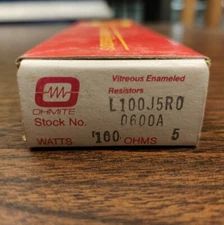 Vitreous Enameled
Resistors
OHMITE
L100J5R0
Stock No.
0600A
WATTS 100 OHMS 5